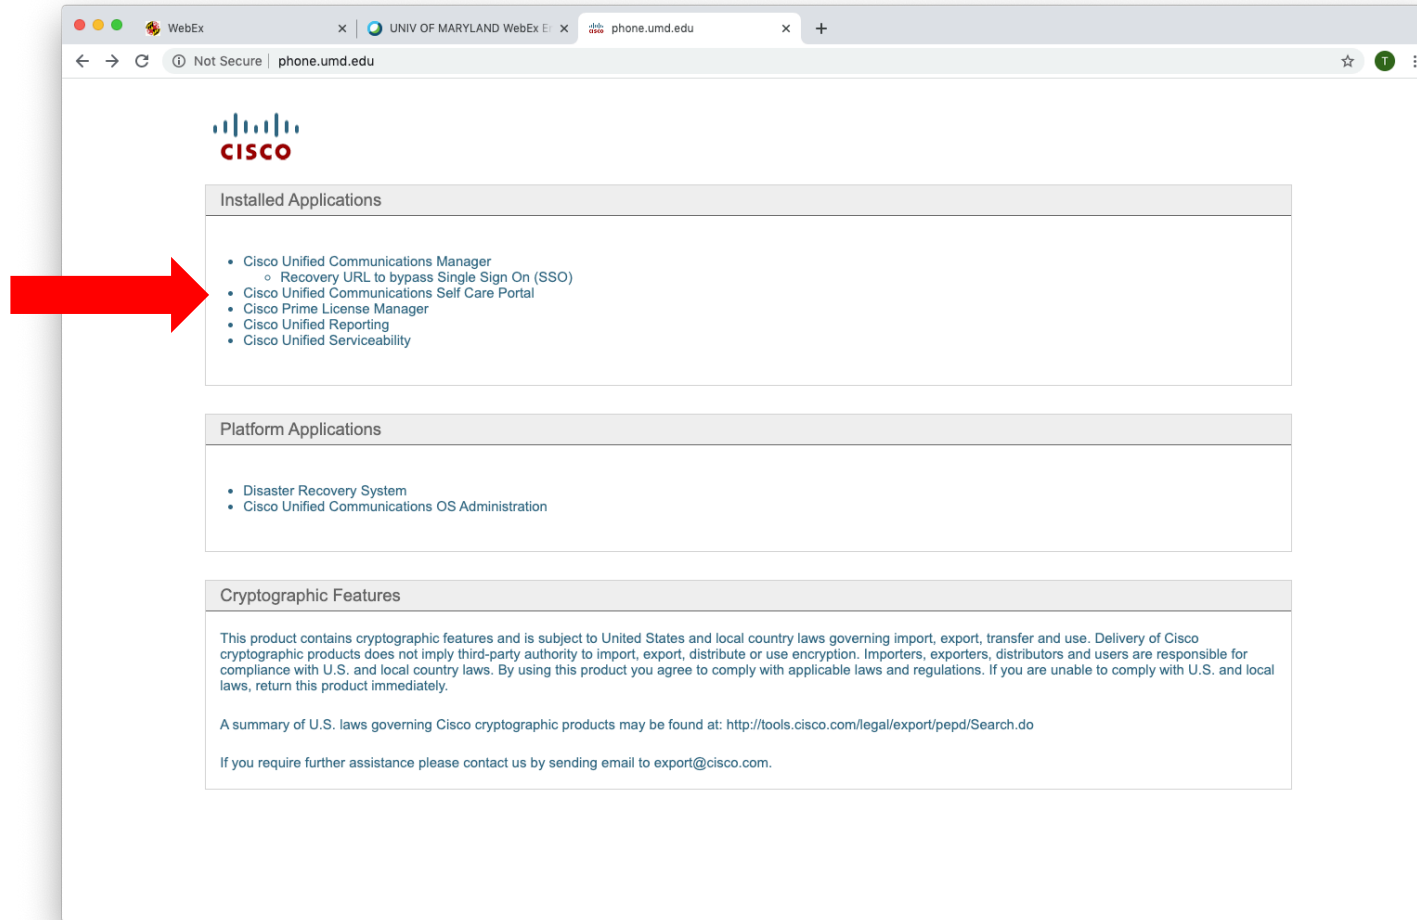 WebEx
UNIV OF MARYLAND WebEx
phone.umd.edu
Not Secure | phone.umd.edu
T
CISCO
Installed Applications
Cisco Unified Communications Manager
Recovery URL to bypass Single Sign On (SSO)
Cisco Unified Communications Self Care Portal
Cisco Prime License Manager
Cisco Unified Reporting
Cisco Unified Serviceability
Platform Applications
Disaster Recovery System
Cisco Unified Communications OS Administration
Cryptographic Features
This product contains cryptographic features and is subject to United States and local country laws governing import, export, transfer and use. Delivery of Cisco
cryptographic products does not imply third-party authority to import, export, distribute or use encryption. Importers, exporters, distributors and users are responsible for
compliance with U.S. and local country laws. By using this product you agree to comply with applicable laws and regulations. If you are unable to comply with U.S. and local
laws, return this product immediately.
A summary of U.S. laws governing Cisco cryptographic products may be found at: http://tools.cisco.com/legal/export/pepd/Search.do
If you require further assistance please contact us by sending email to export@cisco.com.